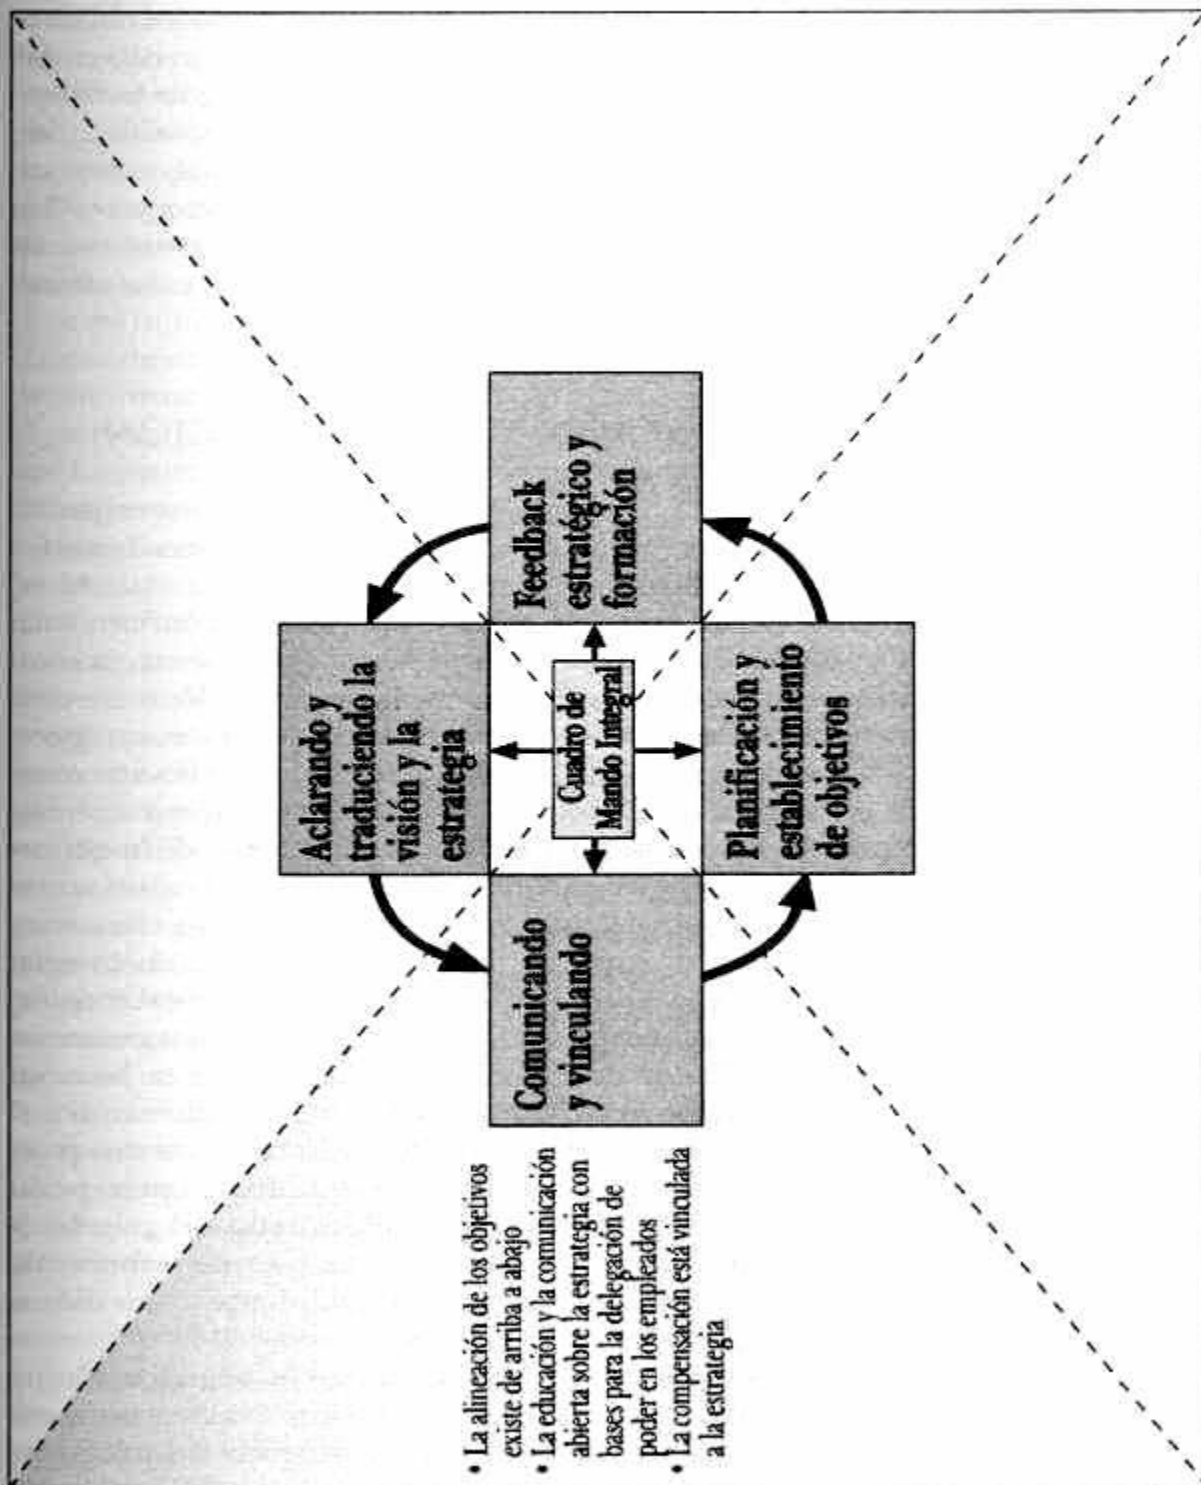 Aclarando y
traduciendo la
visión y la
estrategia
• La alineación de los objetivos
existe de arriba a abajo
• La educación y la comunicación
abierta sobre la estrategia con
bases para la delegación de
poder en los empleados
• La compensación está vinculada
a la estrategia
Comunicando
y vinculando
Cuadro de
Mando Integral
Feedback
estratégico y
formación
Planificación y
establecimiento
de objetivos